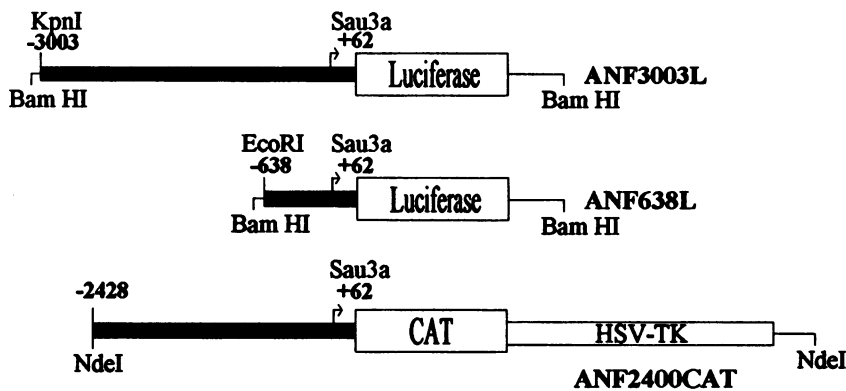 KpnI
-3003
Sau3a
+62
Luciferase
ANF3003L
Bam HI
Bam HI
EcoRI
-638
Sau3a
+62
Luciferase
ANF638L
Bam HI
Bam HI
-2428
Sau3a
+62
CAT
HSV-TK
NdeI
NdeI
ANF2400CAT